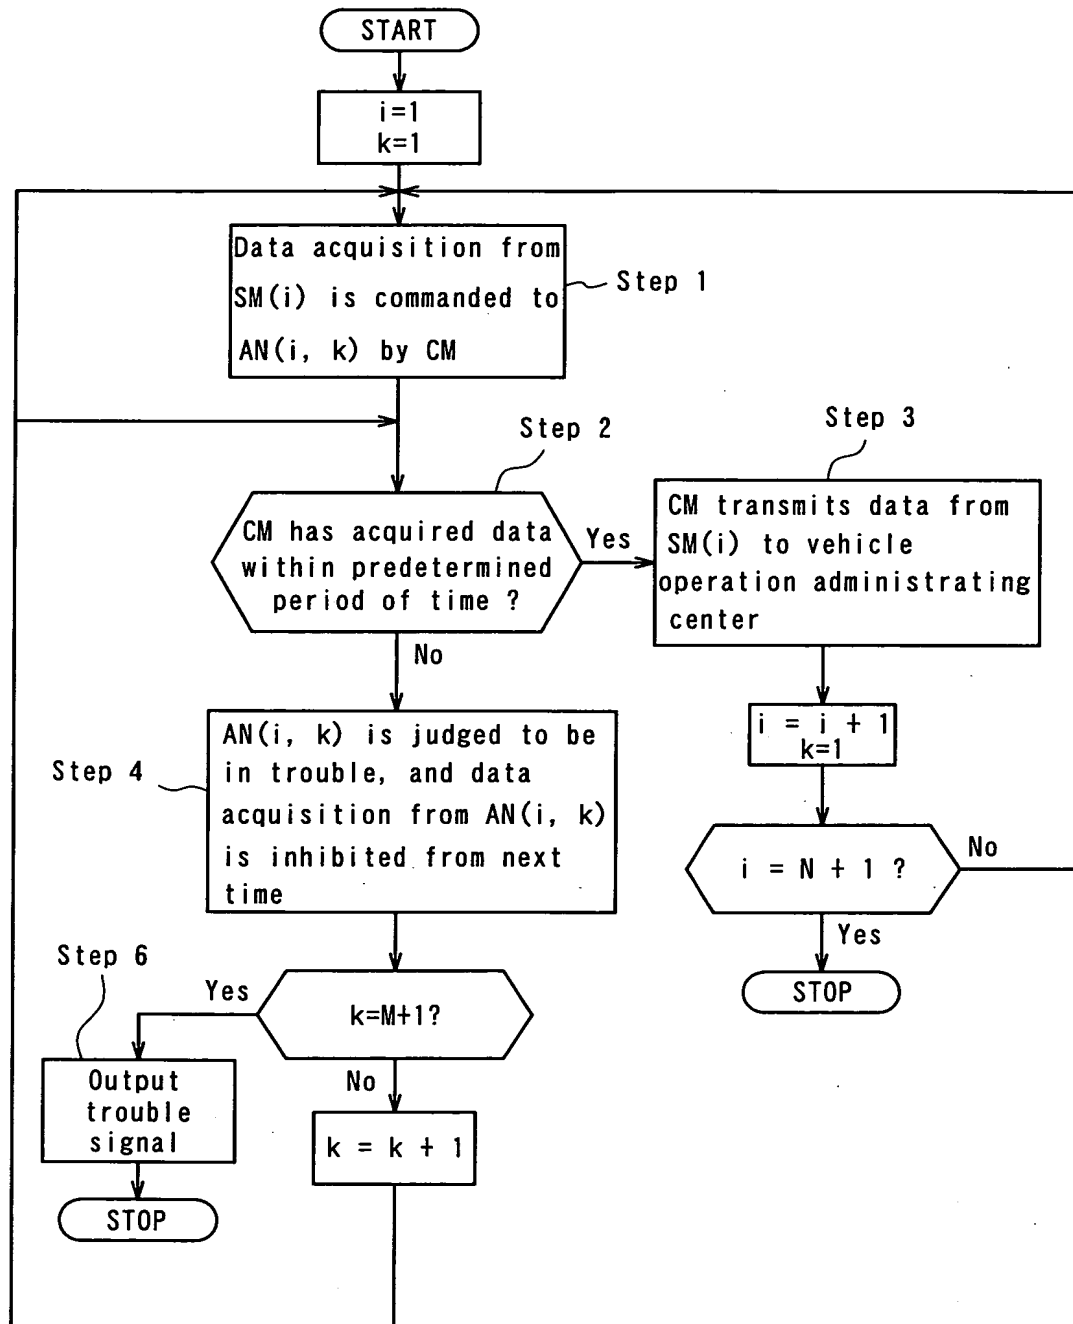 START
i=1
k=1
Data acquisition from
SM(i) is commanded to
AN(i, k) by CM
Step 1
Step 2
CM has acquired data
within predetermined
period of time ?
Yes
No
Step 3
CM transmits data from
SM(i) to vehicle
operation administrating
center
i = i + 1
k=1
i = N + 1 ?
No
Yes
STOP
Step 4
AN(i, k) is judged to be
in trouble, and data
acquisition from AN(i, k)
is inhibited from next
time
k=M+1?
Yes
No
Step 6
Output
trouble
signal
STOP
k = k + 1